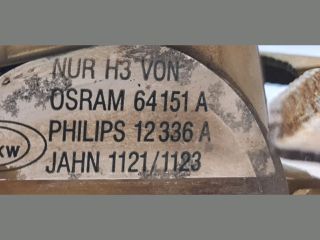 NUR H3 VON
OSRAM 64151 A
PHILIPS 12336 A
JAHN 1121/1123